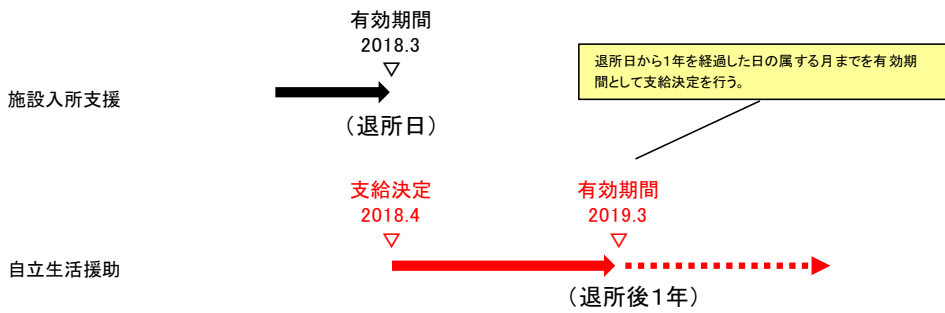 有効期間
2018.3
▽
退所日から1年を経過した日の属する月までを有効期
間として支給決定を行う。
施設入所支援
（退所日）
支給決定
2018.4
▽
有効期間
2019.3
▽
自立生活援助
（退所後１年）